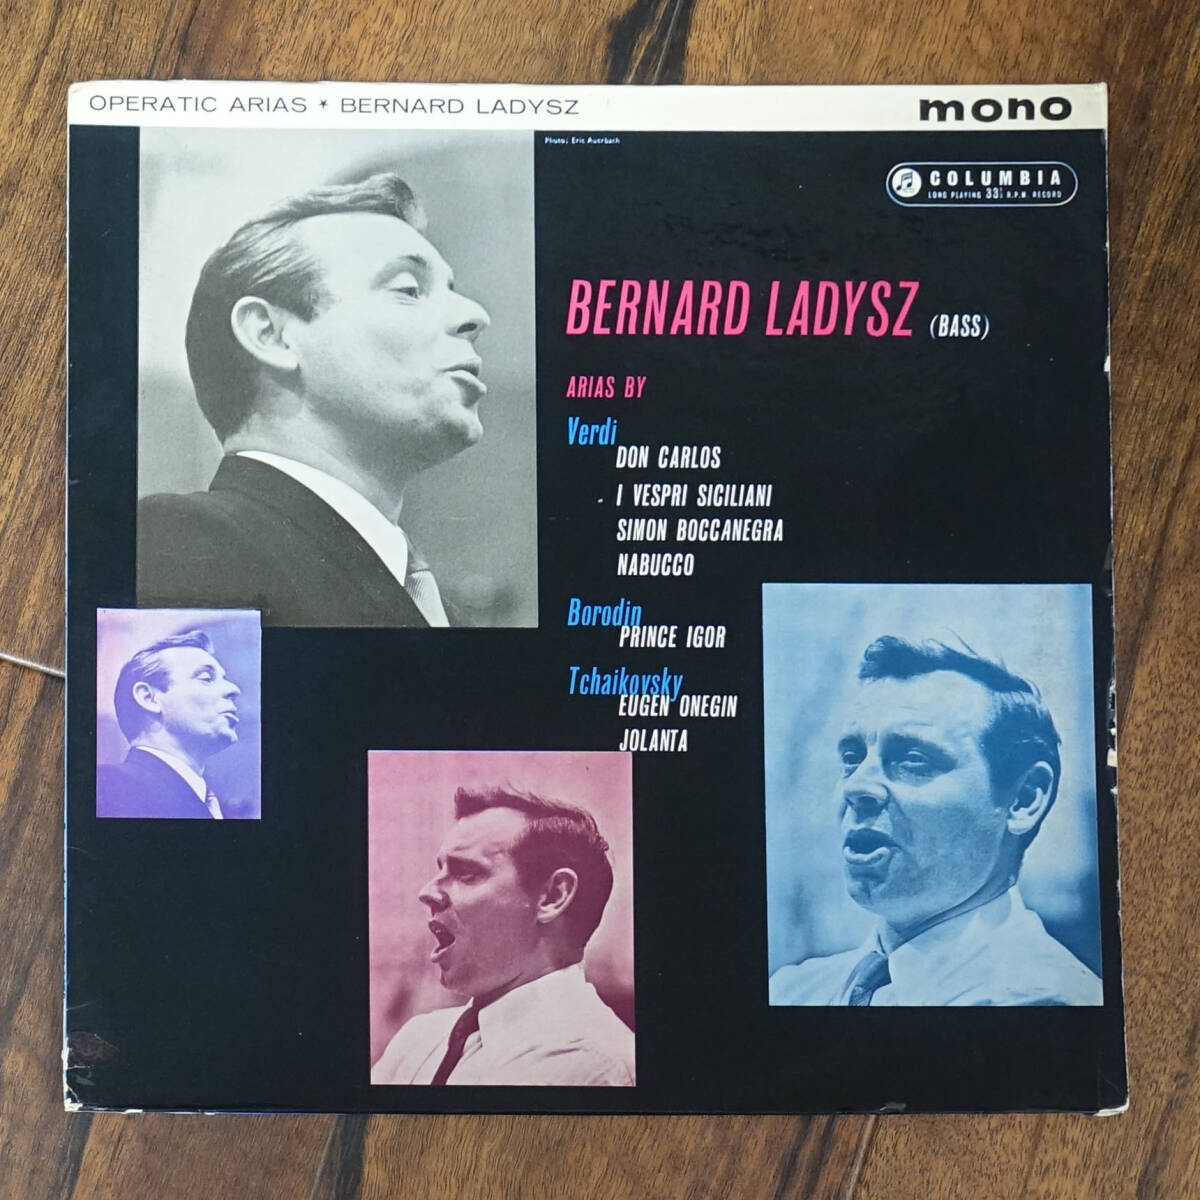 OPERATIC ARIAS ★ BERNARD LADYSZ
mono
Photo: Eric Auerbach
COLUMBIA
LONG PLAYING 33⅓ R.P.M. RECORD
BERNARD LADYSZ (BASS)
ARIAS BY
Verdi
DON CARLOS
I VESPRI SICILIANI
SIMON BOCCANEGRA
NABUCCO
Borodin
PRINCE IGOR
Tchaikovsky
EUGEN ONEGIN
JOLANTA